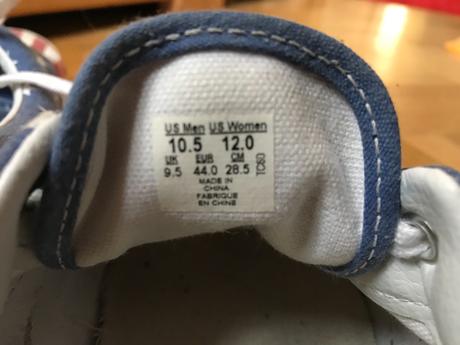 US Men US Women
10.5 12.0
UK EUR CM
9.5 44.0 28.5
MADE IN
CHINA
FABRIQUE
EN CHINE
TC60